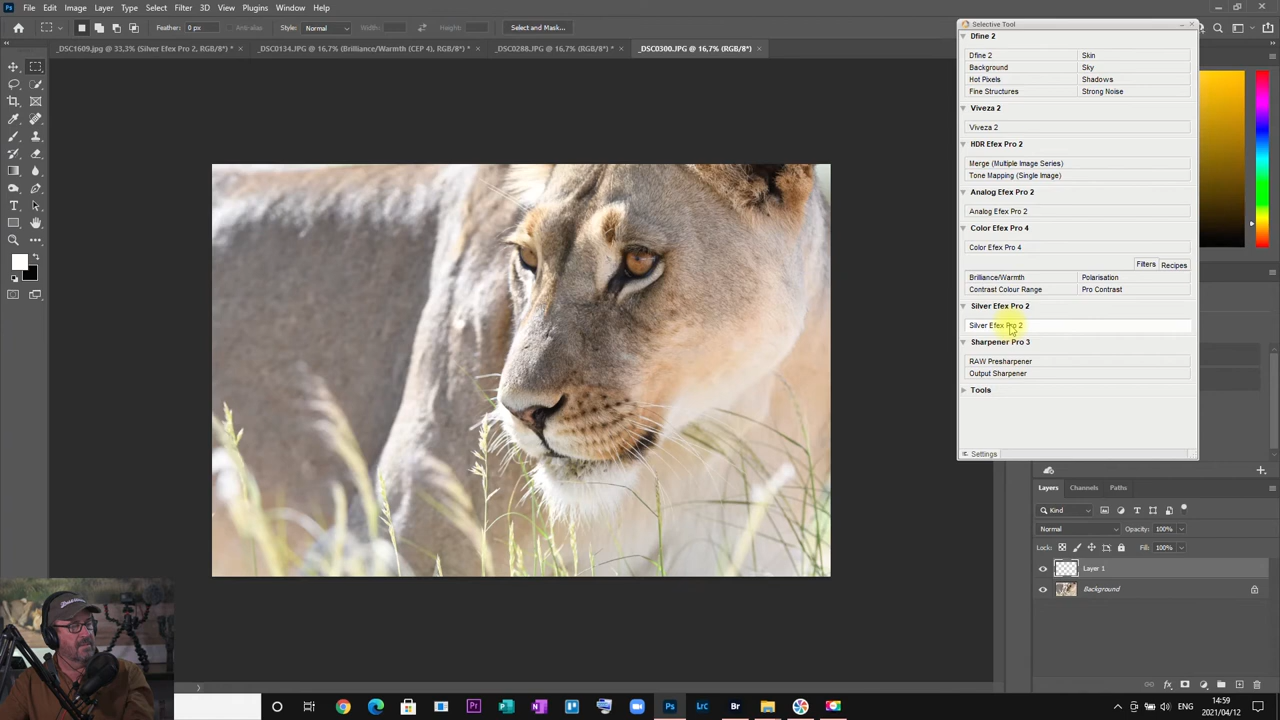 File Edit Image Layer Type Select Filter 3D View Plugins Window Help
Feather: 0 px Anti-alias Style: Normal Width: Height: Select and Mask...
_DSC1609.jpg @ 33,3% (Silver Efex Pro 2, RGB/8*) * × _DSC0134.JPG @ 16,7% (Brilliance/Warmth (CEP 4), RGB/8*) * × _DSC0288.JPG @ 16,7% (RGB/8*) * × _DSC0300.JPG @ 16,7% (RGB/8*) ×
Selective Tool
Dfine 2
Dfine 2 Skin
Background Sky
Hot Pixels Shadows
Fine Structures Strong Noise
Viveza 2
Viveza 2
HDR Efex Pro 2
Merge (Multiple Image Series)
Tone Mapping (Single Image)
Analog Efex Pro 2
Analog Efex Pro 2
Color Efex Pro 4
Color Efex Pro 4
Filters Recipes
Brilliance/Warmth Polarisation
Contrast Colour Range Pro Contrast
Silver Efex Pro 2
Silver Efex Pro 2
Sharpener Pro 3
RAW Presharpener
Output Sharpener
Tools
Settings
Layers Channels Paths
Kind
Normal Opacity: 100%
Lock: Fill: 100%
Layer 1
Background
ENG 14:59
2021/04/12